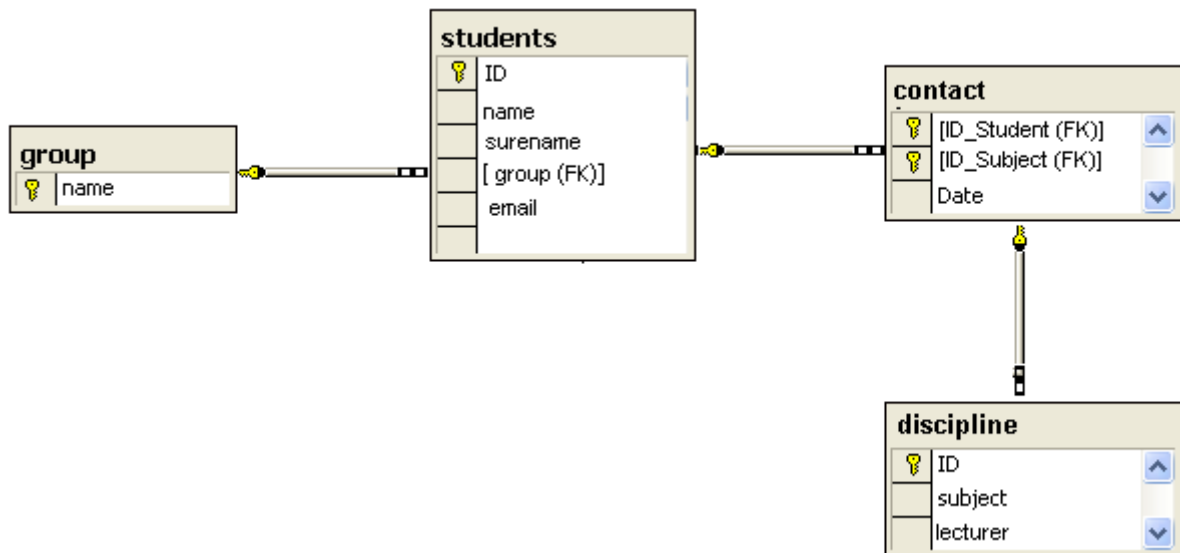 group
name
students
ID
name
surename
[ group (FK)]
email
contact
[ID_Student (FK)]
[ID_Subject (FK)]
Date
discipline
ID
subject
lecturer